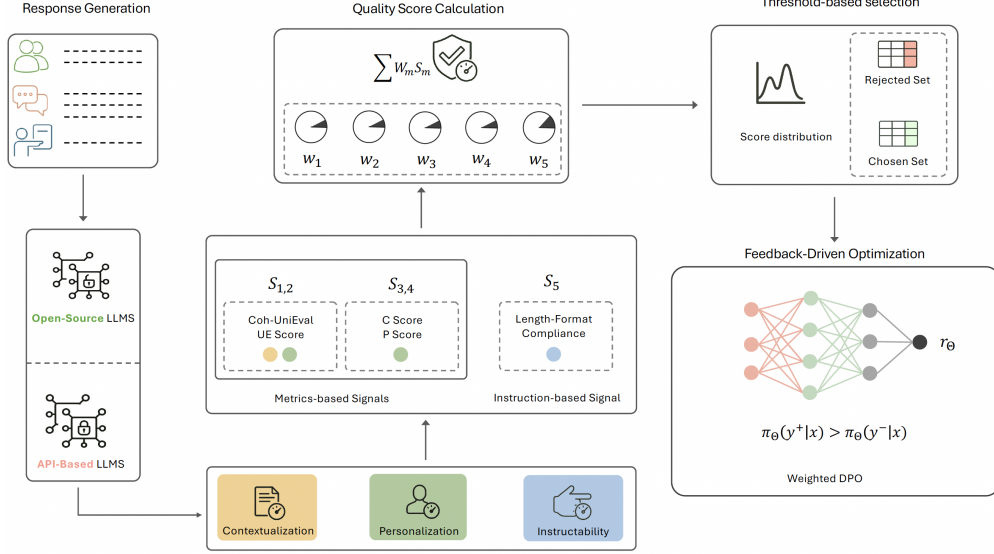 Response Generation
Open-Source LLMS
API-Based LLMS
Contextualization
Personalization
Instructability
S1,2
Coh-UniEval
UE Score
S3,4
C Score
P Score
S5
Length-Format
Compliance
Metrics-based Signals
Instruction-based Signal
Quality Score Calculation
∑ WmSm
w1
w2
w3
w4
w5
Threshold-based selection
Score distribution
Rejected Set
Chosen Set
Feedback-Driven Optimization
rΘ
πΘ(y⁺|x) > πΘ(y⁻|x)
Weighted DPO